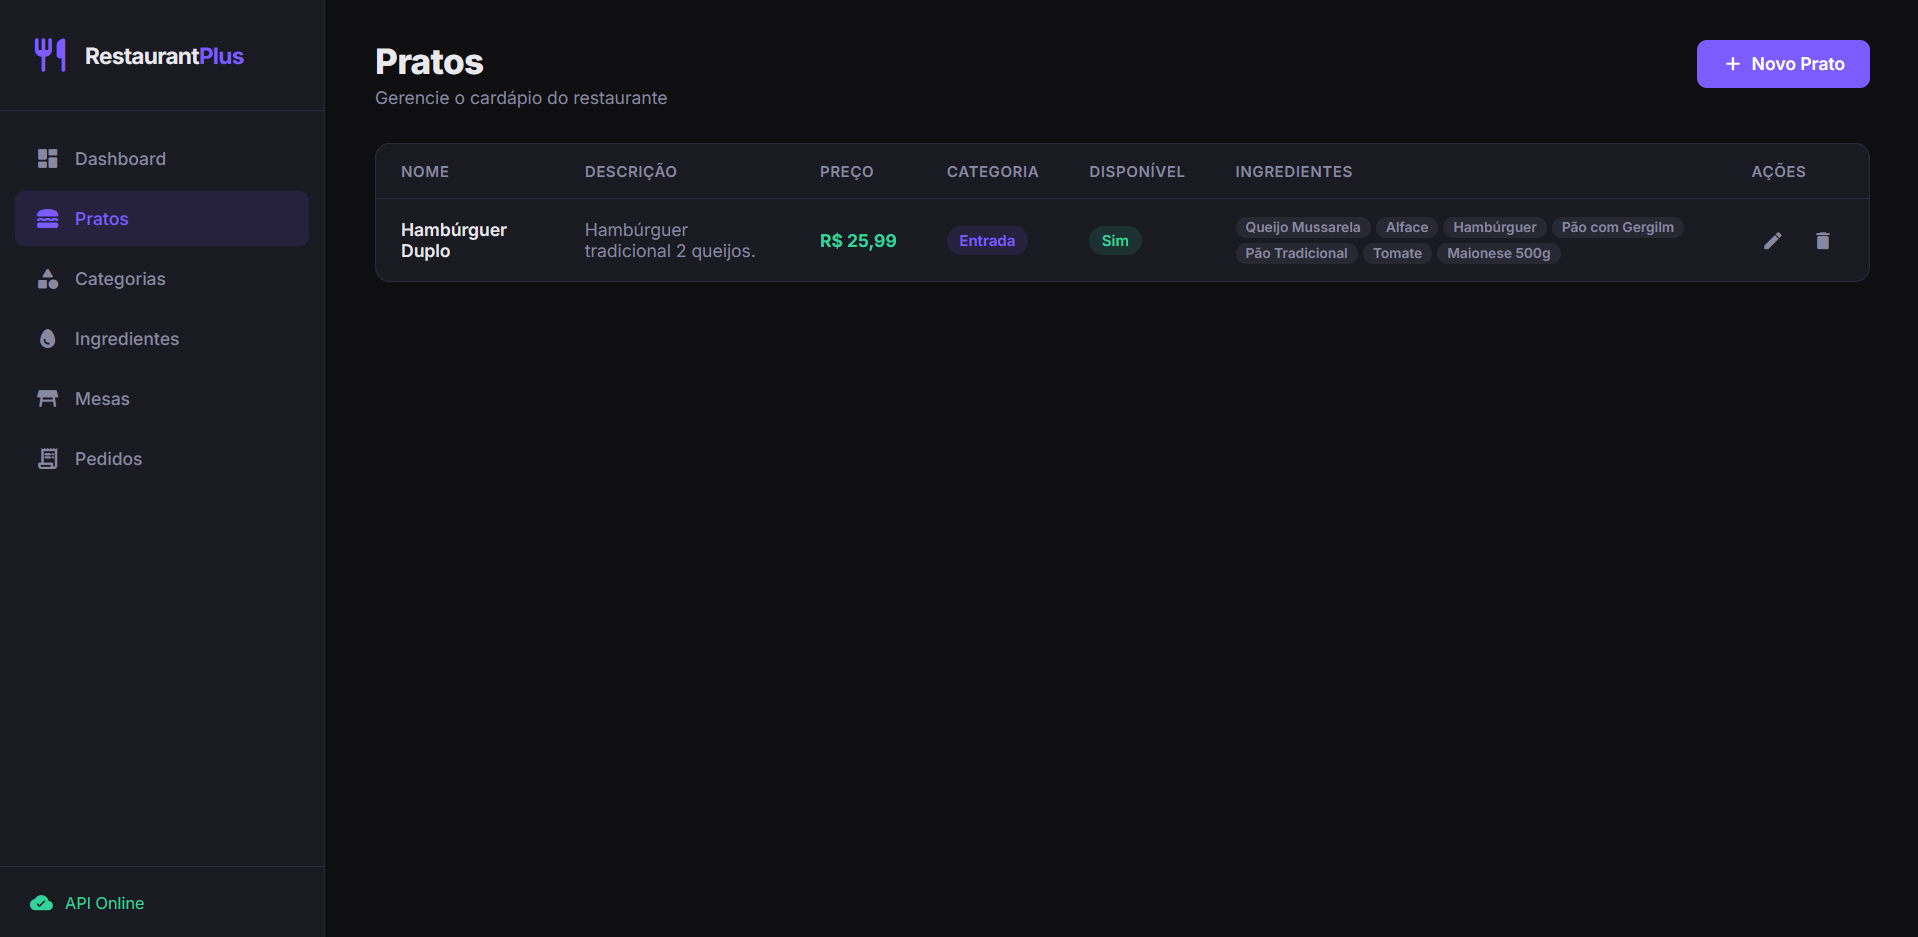 RestaurantPlus
Dashboard
Pratos
Categorias
Ingredientes
Mesas
Pedidos
API Online
Pratos
Gerencie o cardápio do restaurante
Novo Prato
NOME DESCRIÇÃO PREÇO CATEGORIA DISPONÍVEL INGREDIENTES AÇÕES
Hambúrguer
Duplo
Hambúrguer
tradicional 2 queijos.
R$ 25,99
Entrada
Sim
Queijo Mussarela Alface Hambúrguer Pão com Gergilm
Pão Tradicional Tomate Maionese 500g